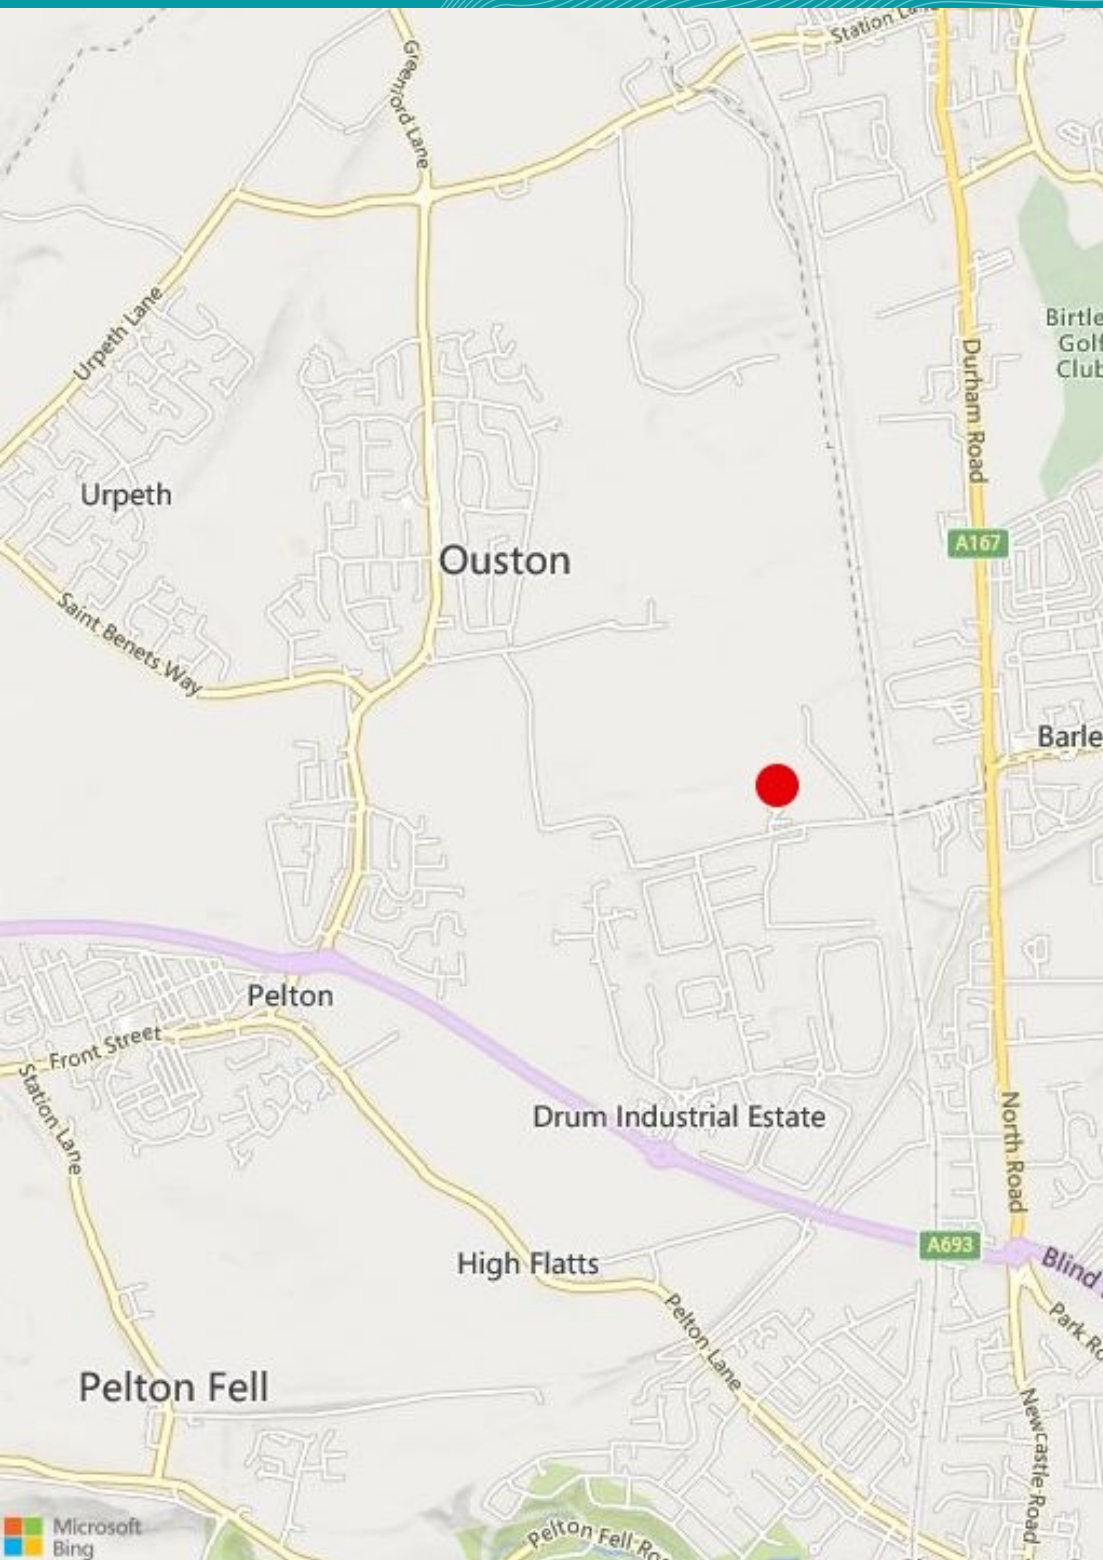 Station Lane
Greenford Lane
Urpeth Lane
Birtle
Golf
Club
Durham Road
Urpeth
A167
Ouston
Saint Benets Way
Barle
Pelton
Front Street
Station Lane
Drum Industrial Estate
North Road
A693
Blind
High Flatts
Pelton Lane
Park Ro
Pelton Fell
Newcastle Road
Microsoft
Bing
Pelton Fell Roa